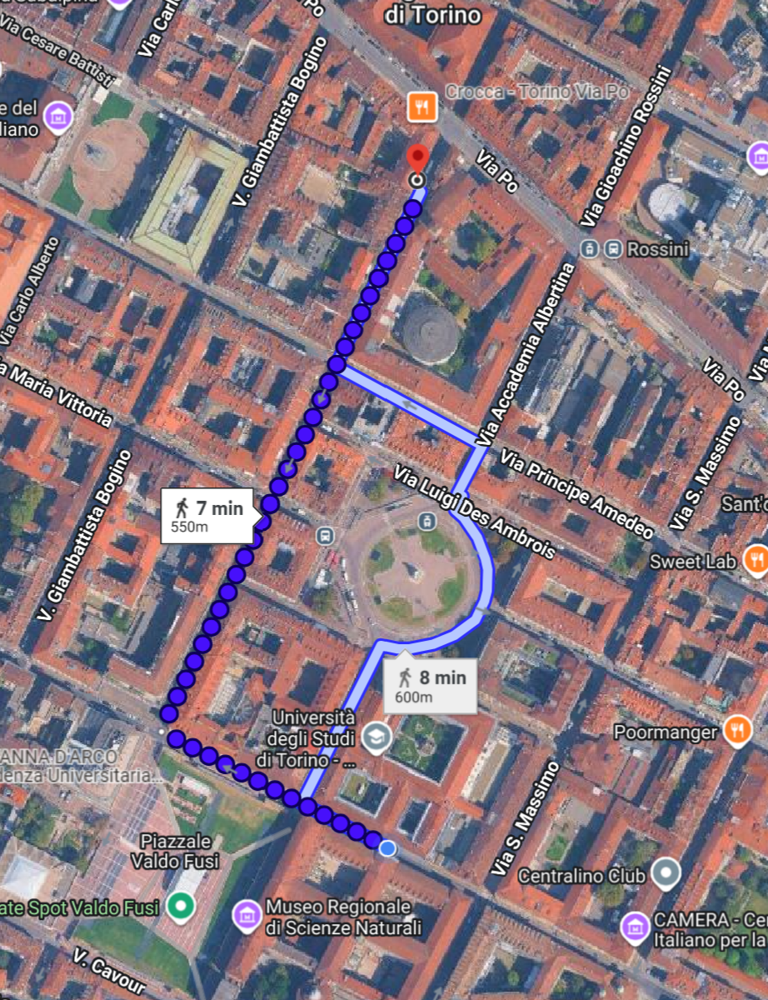 di Torino
Via Cesare Battisti
V. Giambattista Bogino
Crocca - Torino Via Po
e del
liano
Via Gioachino Rossini
Via Po
Rossini
Via Carlo Alberto
Via Accademia Albertina
Via Po
a Maria Vittoria
Via S. Massimo
Via Luigi Des Ambrois
Via Principe Amedeo
V. Giambattista Bogino
7 min
550m
Sant'
Sweet Lab
8 min
600m
Università
degli Studi
di Torino - ...
Poormanger
ANNA D'ARCO
denza Universitaria...
Piazzale
Valdo Fusi
Via S. Massimo
Centralino Club
ate Spot Valdo Fusi
Museo Regionale
di Scienze Naturali
CAMERA - Ce
Italiano per la
V. Cavour